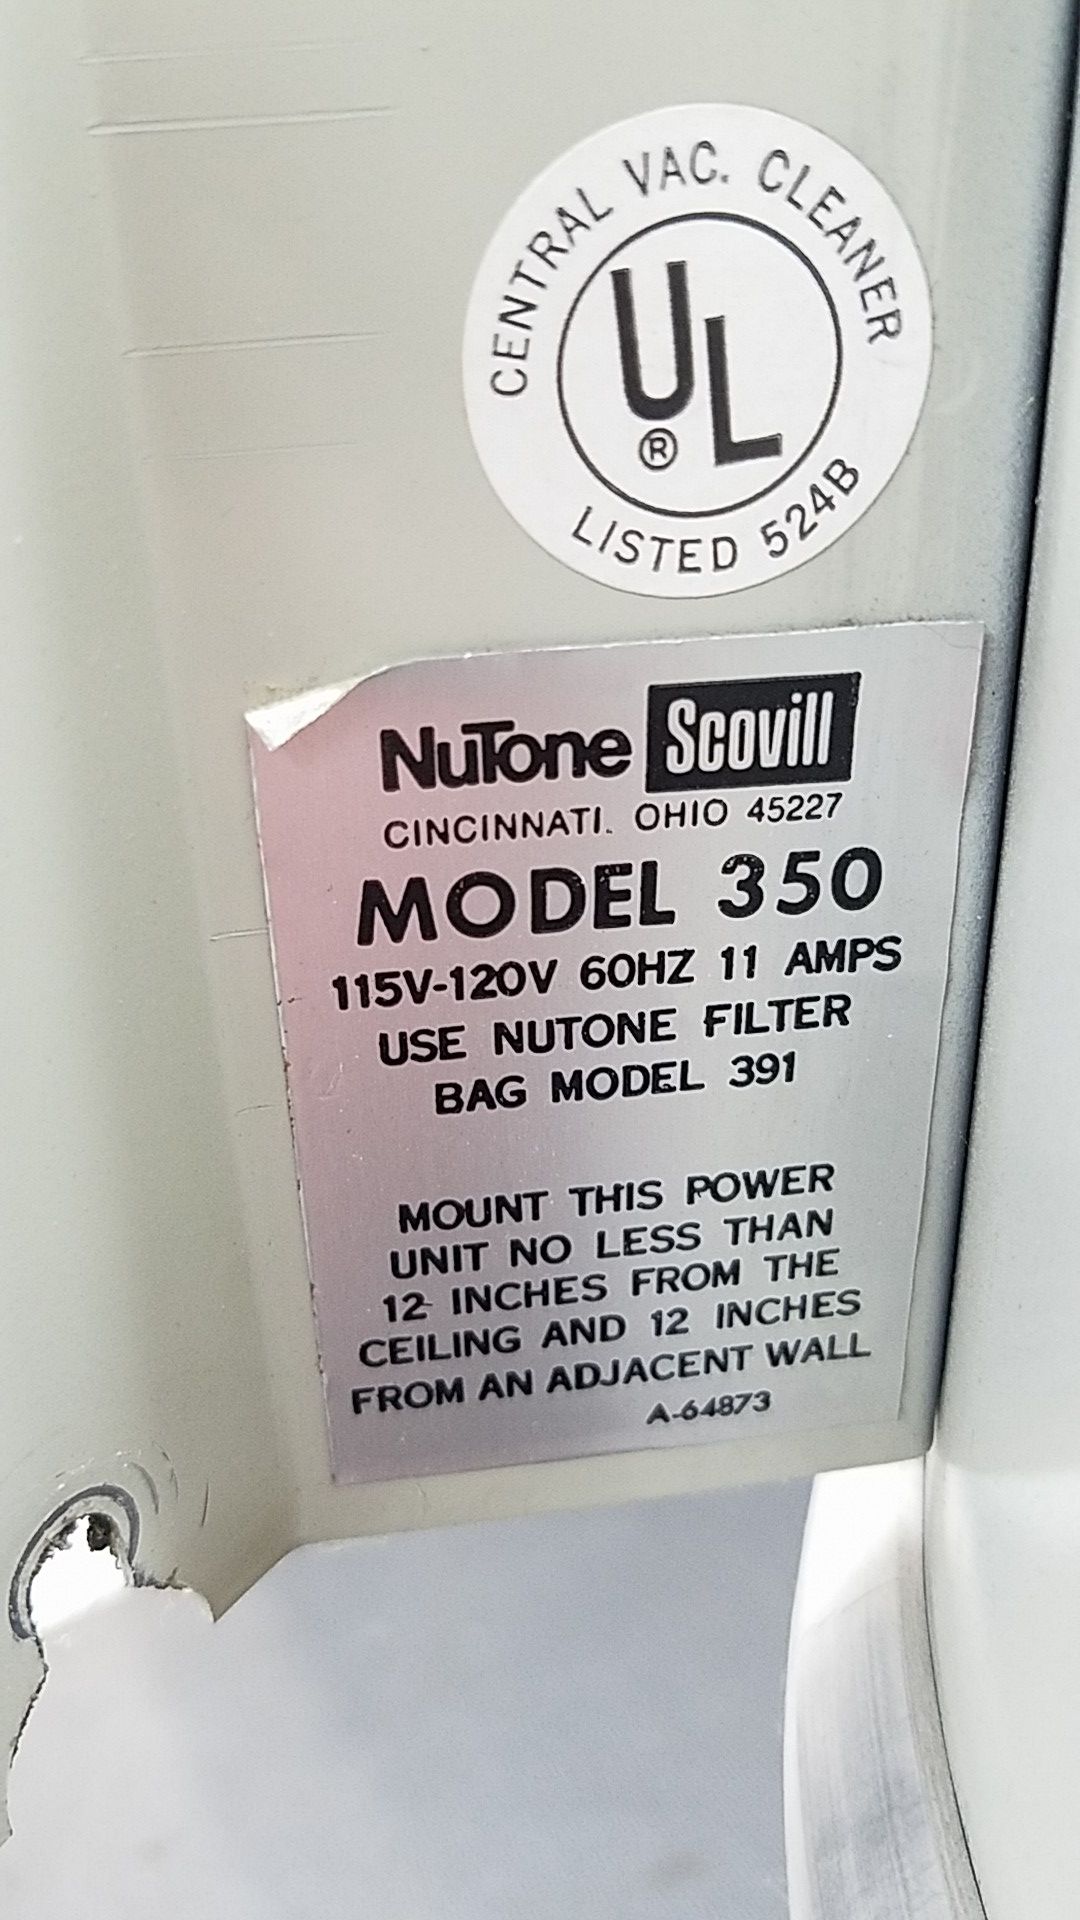 CENTRAL VAC. CLEANER
UL
®
LISTED 524B
NuTone Scovill
CINCINNATI. OHIO 45227
MODEL 350
115V-120V 60HZ 11 AMPS
USE NUTONE FILTER
BAG MODEL 391
MOUNT THIS POWER
UNIT NO LESS THAN
12 INCHES FROM THE
CEILING AND 12 INCHES
FROM AN ADJACENT WALL
A-64873